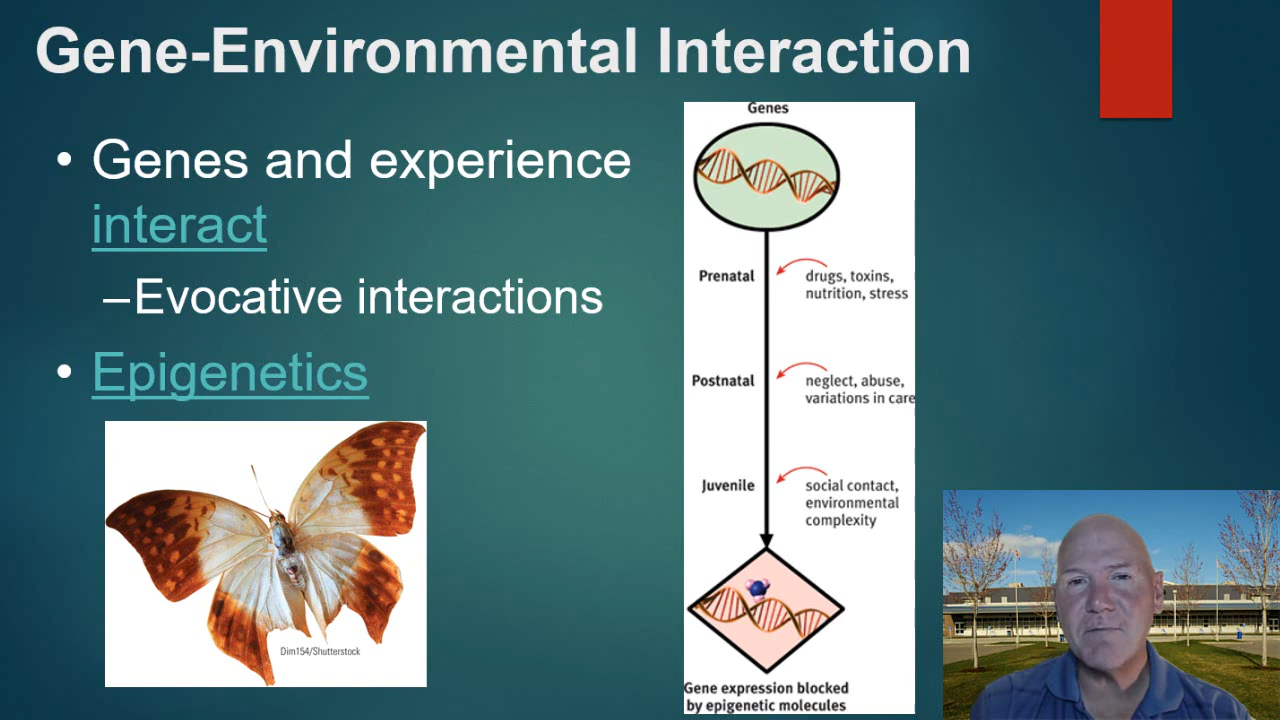 Gene-Environmental Interaction
• Genes and experience
interact
–Evocative interactions
• Epigenetics
Dim154/Shutterstock
Genes
Prenatal
drugs, toxins,
nutrition, stress
Postnatal
neglect, abuse,
variations in care
Juvenile
social contact,
environmental
complexity
Gene expression blocked
by epigenetic molecules